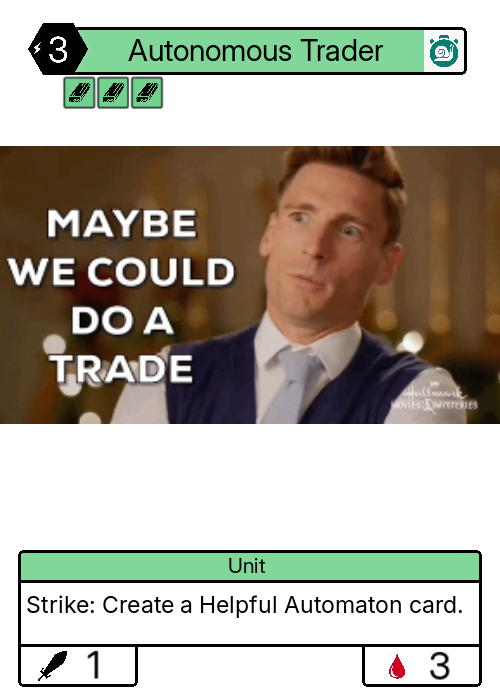 3 Autonomous Trader
MAYBE
WE COULD
DO A
TRADE
Hallmark
MOVIES & MYSTERIES
Unit
Strike: Create a Helpful Automaton card.
1
3